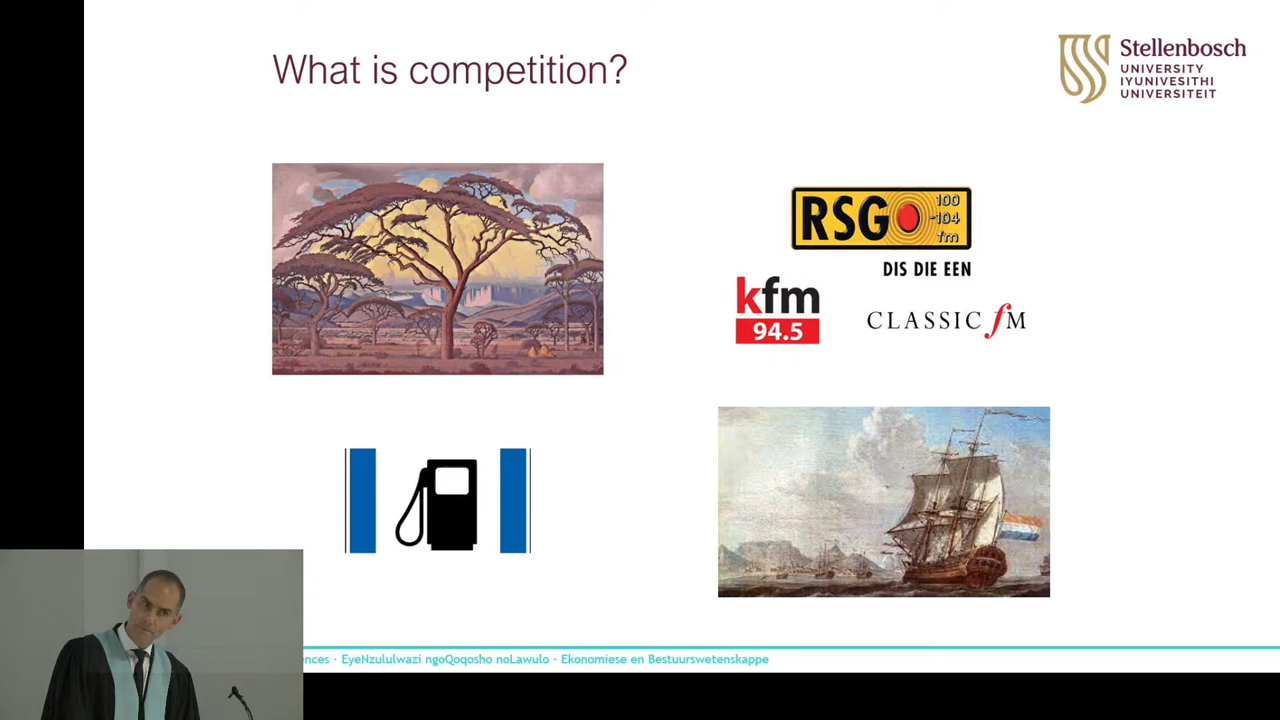 What is competition?
Stellenbosch
UNIVERSITY
IYUNIVESITHI
UNIVERSITEIT
RSG 100
-104
fm
DIS DIE EEN
kfm
94.5
CLASSIC fM
ences · EyeNzululwazi ngoQoqosho noLawulo · Ekonomiese en Bestuurswetenskappe